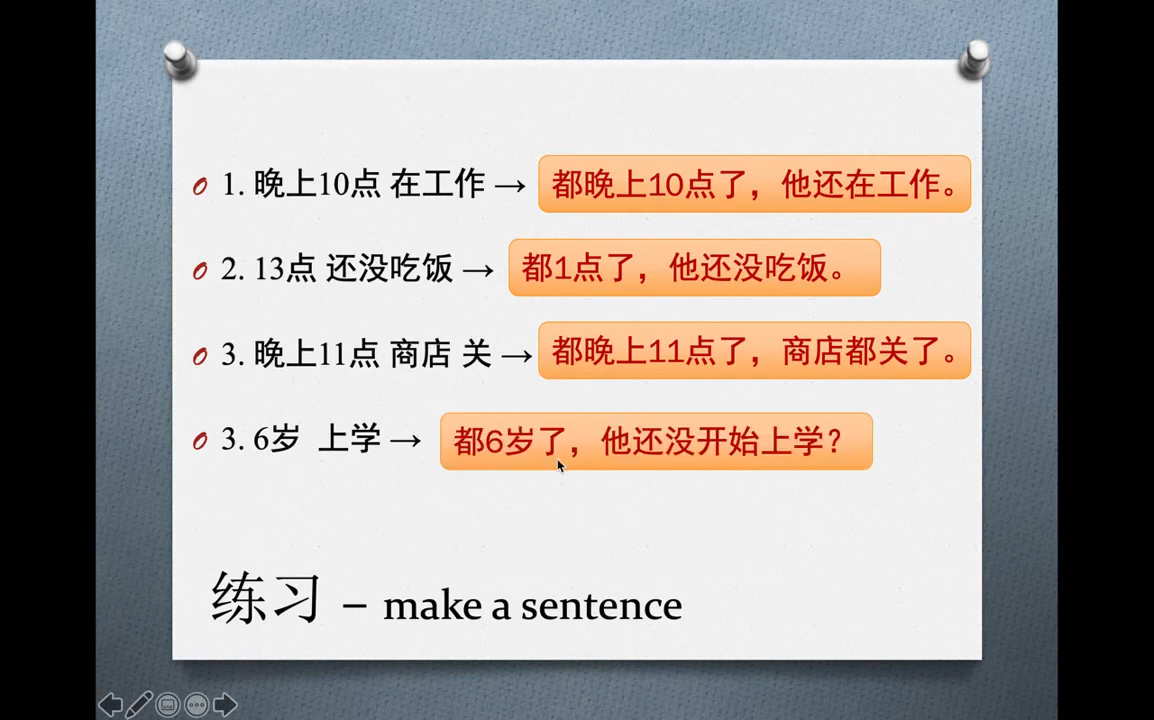 1. 晚上10点 在工作 → 都晚上10点了，他还在工作。
2. 13点 还没吃饭 → 都1点了，他还没吃饭。
3. 晚上11点 商店 关 → 都晚上11点了，商店都关了。
3. 6岁 上学 → 都6岁了，他还没开始上学？
练习 – make a sentence